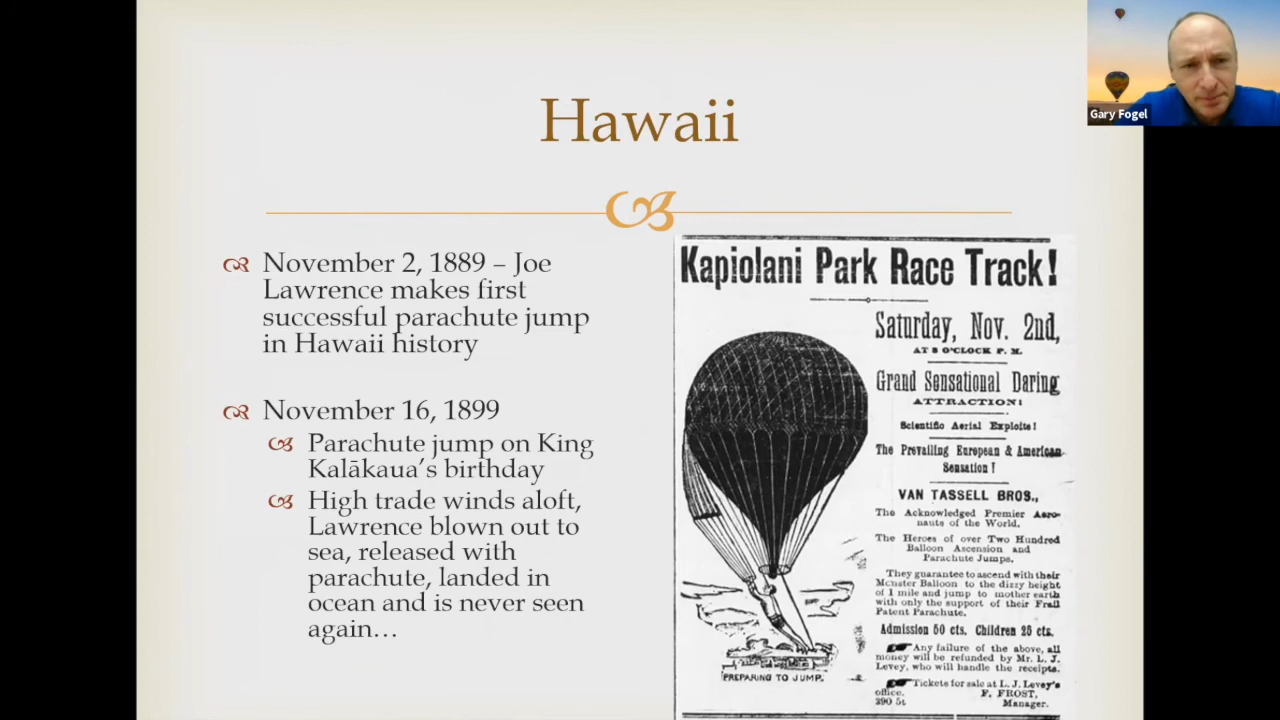 Hawaii
November 2, 1889 – Joe
Lawrence makes first
successful parachute jump
in Hawaii history
November 16, 1899
Parachute jump on King
Kalākaua's birthday
High trade winds aloft,
Lawrence blown out to
sea, released with
parachute, landed in
ocean and is never seen
again…
Kapiolani Park Race Track!
Saturday, Nov. 2nd,
AT 3 O'CLOCK P. M.
Grand Sensational Daring
ATTRACTION!
Scientific Aerial Exploits!
The Prevailing European & American
Sensation!
VAN TASSELL BROS.,
The Acknowledged Premier Aero-
nauts of the World.
The Heroes of over Two Hundred
Balloon Ascension and
Parachute Jumps.
They guarantee to ascend with their
Monster Balloon to the dizzy height
of 1 mile and jump to mother earth
with only the support of their Frail
Patent Parachute.
Admission 50 cts. Children 25 cts.
Any failure of the above, all
money will be refunded by Mr. L. J.
Levey, who will handle the receipts.
Tickets for sale at L. J. Levey's
office. F. FROST,
390 5t Manager.
PREPARING TO JUMP.
Gary Fogel